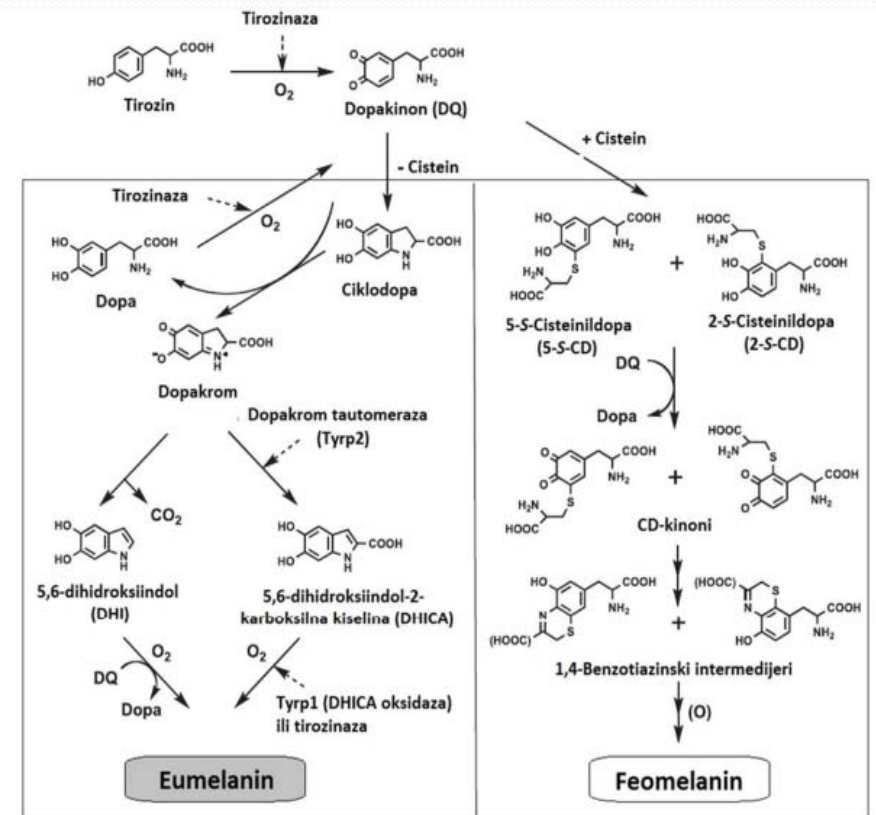 Tirozinaza
COOH
NH2
HO
O2
Tirozin
O
O
COOH
NH2
Dopakinon (DQ)
+ Cistein
- Cistein
Tirozinaza
O2
HO
HO
COOH
NH2
Dopa
HO
HO
N
H
COOH
Ciklodopa
O
-O
N+
H
COOH
Dopakrom
Dopakrom tautomeraza
(Tyrp2)
CO2
HO
HO
N
H
5,6-dihidroksiindol
(DHI)
HO
HO
N
H
COOH
5,6-dihidroksiindol-2-
karboksilna kiselina (DHICA)
O2
DQ
Dopa
O2
Tyrp1 (DHICA oksidaza)
ili tirozinaza
Eumelanin
HO
HO
COOH
NH2
S
H2N
HOOC
5-S-Cisteinildopa
(5-S-CD)
+
HOOC
H2N
S
HO
HO
COOH
NH2
2-S-Cisteinildopa
(2-S-CD)
DQ
Dopa
O
O
COOH
NH2
S
H2N
HOOC
+
HOOC
H2N
S
O
O
COOH
NH2
CD-kinoni
HO
COOH
NH2
N
S
(HOOC)
+
(HOOC)
S
N
HO
COOH
NH2
1,4-Benzotiazinski intermedijeri
(O)
Feomelanin